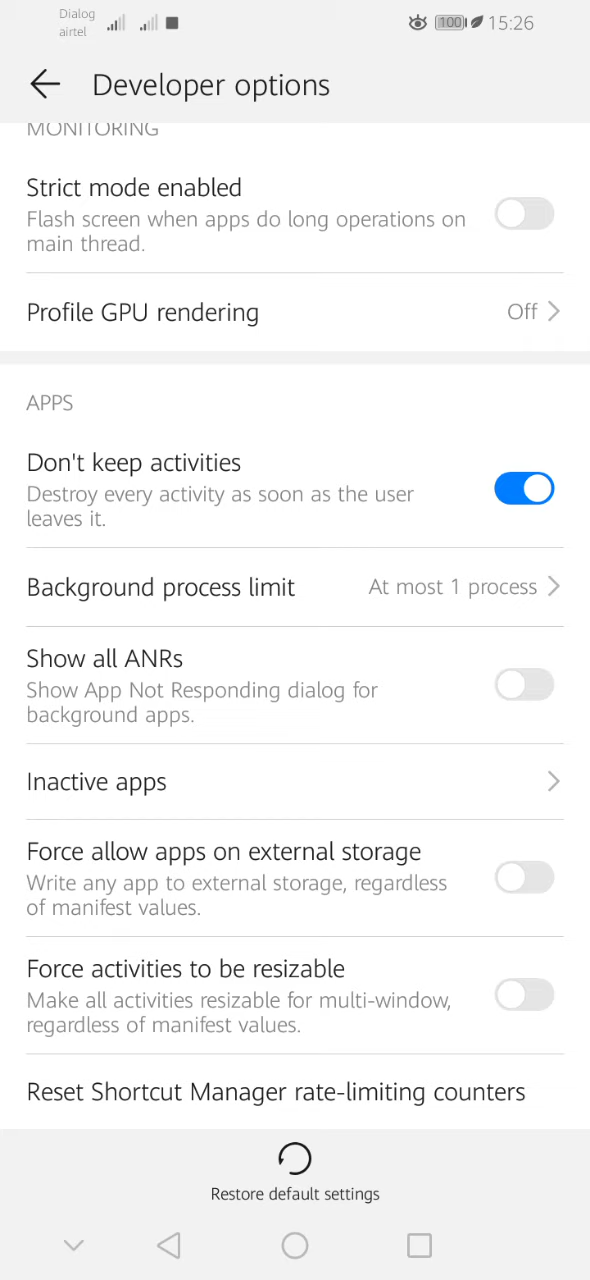 Dialog
airtel
100
15:26
Developer options
MONITORING
Strict mode enabled
Flash screen when apps do long operations on
main thread.
Profile GPU rendering
Off
APPS
Don't keep activities
Destroy every activity as soon as the user
leaves it.
Background process limit
At most 1 process
Show all ANRs
Show App Not Responding dialog for
background apps.
Inactive apps
Force allow apps on external storage
Write any app to external storage, regardless
of manifest values.
Force activities to be resizable
Make all activities resizable for multi-window,
regardless of manifest values.
Reset Shortcut Manager rate-limiting counters
Restore default settings